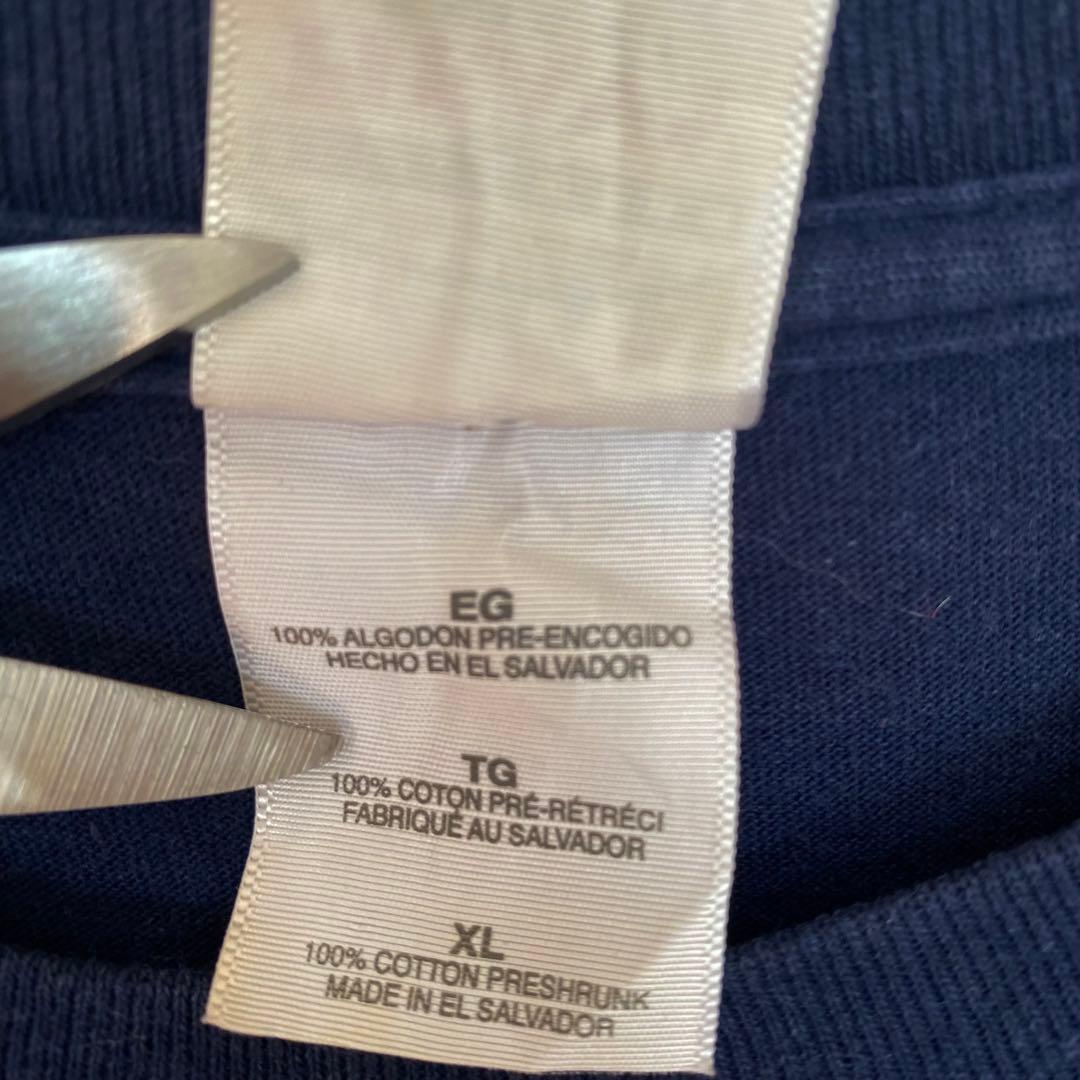 EG
100% ALGODON PRE-ENCOGIDO
HECHO EN EL SALVADOR
TG
100% COTON PRÉ-RÉTRÉCI
FABRIQUÉ AU SALVADOR
XL
100% COTTON PRESHRUNK
MADE IN EL SALVADOR